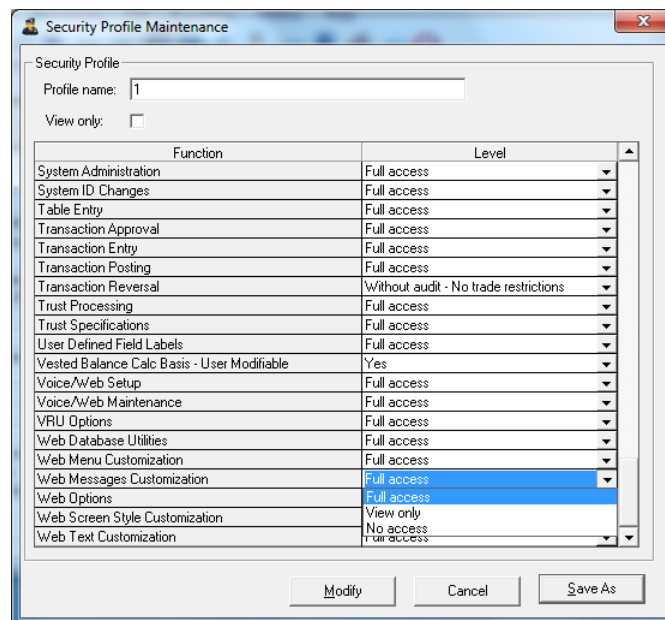 Security Profile Maintenance
Security Profile
Profile name: 1
View only:
Function Level
System Administration Full access
System ID Changes Full access
Table Entry Full access
Transaction Approval Full access
Transaction Entry Full access
Transaction Posting Full access
Transaction Reversal Without audit - No trade restrictions
Trust Processing Full access
Trust Specifications Full access
User Defined Field Labels Full access
Vested Balance Calc Basis - User Modifiable Yes
Voice/Web Setup Full access
Voice/Web Maintenance Full access
VRU Options Full access
Web Database Utilities Full access
Web Menu Customization Full access
Web Messages Customization Full access
Web Options Full access
Web Screen Style Customization View only
No access
Web Text Customization Full access
Modify Cancel Save As